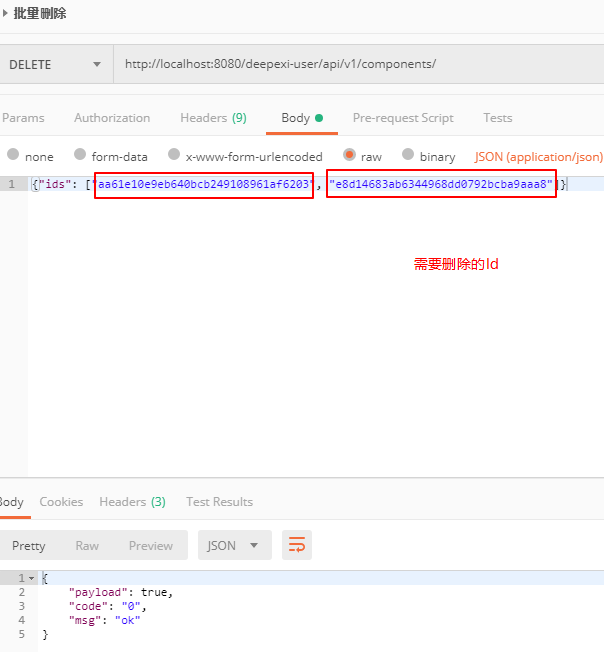 批量删除
DELETE http://localhost:8080/deepexi-user/api/v1/components/
Params Authorization Headers (9) Body Pre-request Script Tests
none form-data x-www-form-urlencoded raw binary JSON (application/json)
1 {"ids": ["aa61e10e9eb640bcb249108961af6203", "e8d14683ab6344968dd0792bcba9aaa8"]}
需要删除的Id
Body Cookies Headers (3) Test Results
Pretty Raw Preview JSON
1 {
2 "payload": true,
3 "code": "0",
4 "msg": "ok"
5 }